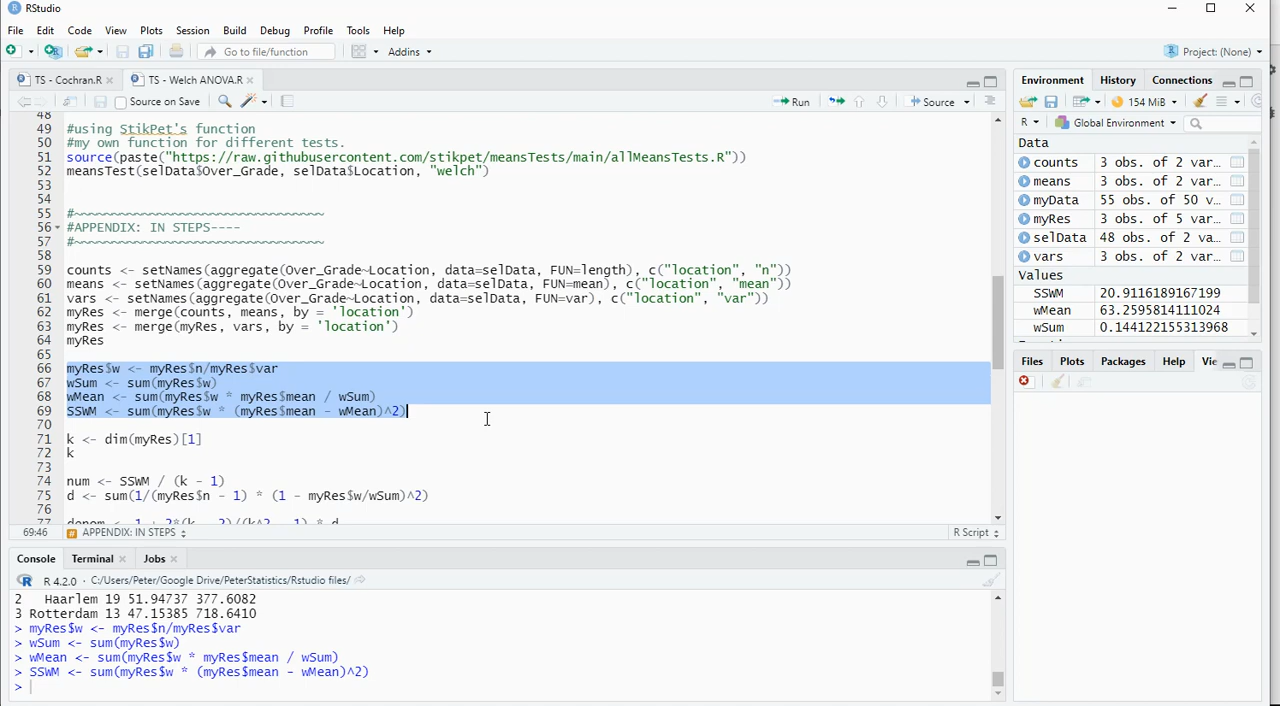 RStudio
File Edit Code View Plots Session Build Debug Profile Tools Help
Go to file/function Addins Project: (None)
TS - Cochran.R TS - Welch ANOVA.R
Source on Save Run Source
48
49 #using StikPet's function
50 #my own function for different tests.
51 source(paste("https://raw.githubusercontent.com/stikpet/meansTests/main/allMeansTests.R"))
52 meansTest(selData$Over_Grade, selData$Location, "welch")
53
54
55 #~~~~~~~~~~~~~~~~~~~~~~~~~~~~~~~~
56 #APPENDIX: IN STEPS----
57 #~~~~~~~~~~~~~~~~~~~~~~~~~~~~~~~~
58
59 counts <- setNames(aggregate(Over_Grade~Location, data=selData, FUN=length), c("location", "n"))
60 means <- setNames(aggregate(Over_Grade~Location, data=selData, FUN=mean), c("location", "mean"))
61 vars <- setNames(aggregate(Over_Grade~Location, data=selData, FUN=var), c("location", "var"))
62 myRes <- merge(counts, means, by = 'location')
63 myRes <- merge(myRes, vars, by = 'location')
64 myRes
65
66 myRes$w <- myRes$n/myRes$var
67 wSum <- sum(myRes$w)
68 wMean <- sum(myRes$w * myRes$mean / wSum)
69 SSWM <- sum(myRes$w * (myRes$mean - wMean)^2)
70
71 k <- dim(myRes)[1]
72 k
73
74 num <- SSWM / (k - 1)
75 d <- sum(1/(myRes$n - 1) * (1 - myRes$w/wSum)^2)
76
77 denom <- 1 + 2*(k - 2)/(k^2 - 1) * d
69:46 APPENDIX: IN STEPS R Script
Console Terminal Jobs
R 4.2.0 · C:/Users/Peter/Google Drive/PeterStatistics/Rstudio files/
2 Haarlem 19 51.94737 377.6082
3 Rotterdam 13 47.15385 718.6410
> myRes$w <- myRes$n/myRes$var
> wSum <- sum(myRes$w)
> wMean <- sum(myRes$w * myRes$mean / wSum)
> SSWM <- sum(myRes$w * (myRes$mean - wMean)^2)
>
Environment History Connections
154 MiB
R Global Environment
Data
counts 3 obs. of 2 var…
means 3 obs. of 2 var…
myData 55 obs. of 50 v…
myRes 3 obs. of 5 var…
selData 48 obs. of 2 va…
vars 3 obs. of 2 var…
Values
SSWM 20.9116189167199
wMean 63.2595814111024
wSum 0.144122155313968
Files Plots Packages Help Vie